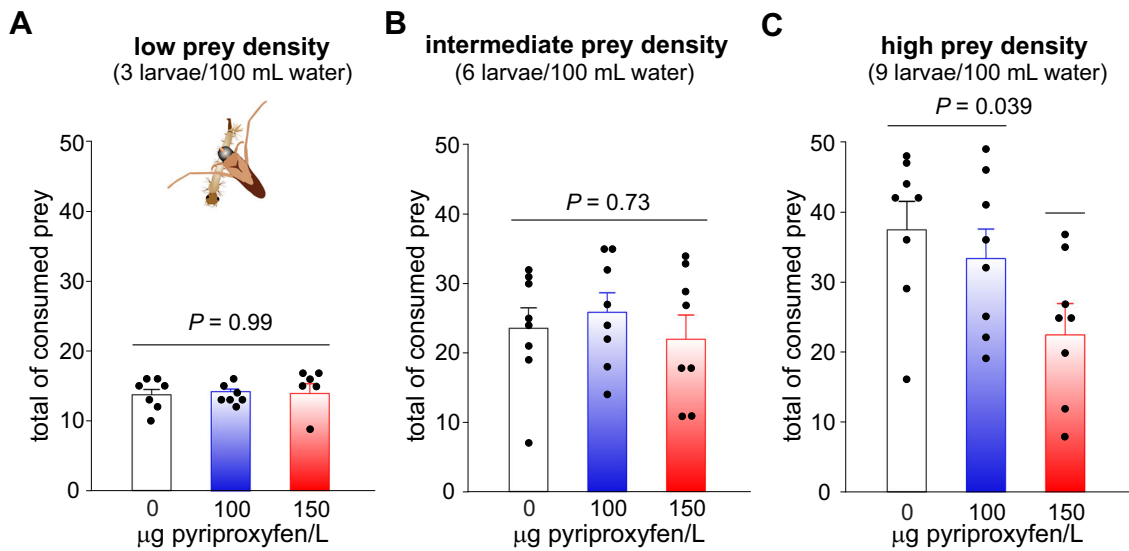 A
low prey density
(3 larvae/100 mL water)
total of consumed prey
50
40
30
20
10
0
P = 0.99
0 100 150
µg pyriproxyfen/L
B
intermediate prey density
(6 larvae/100 mL water)
total of consumed prey
50
40
30
20
10
0
P = 0.73
0 100 150
µg pyriproxyfen/L
C
high prey density
(9 larvae/100 mL water)
P = 0.039
total of consumed prey
50
40
30
20
10
0
0 100 150
µg pyriproxyfen/L